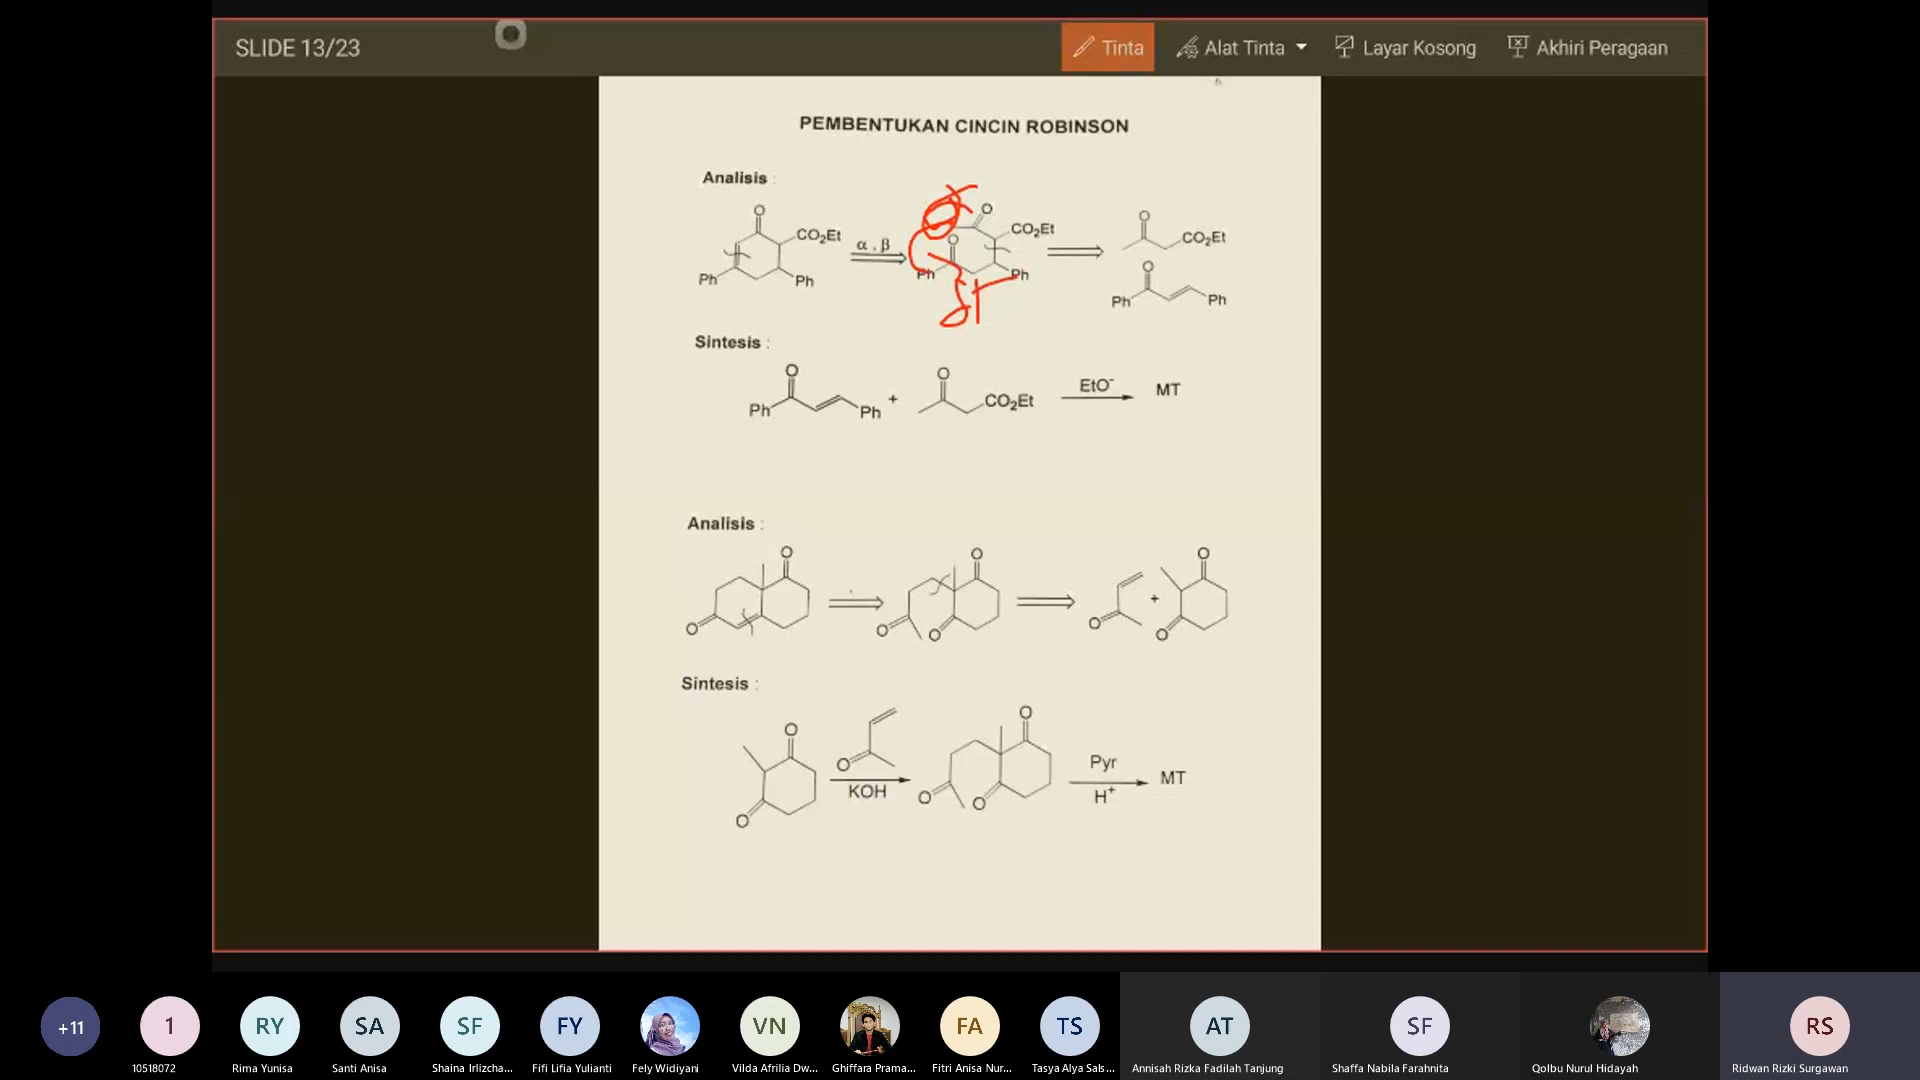 SLIDE 13/23
Tinta
Alat Tinta
Layar Kosong
Akhiri Peragaan
PEMBENTUKAN CINCIN ROBINSON
Analisis :
O
CO₂Et
Ph
Ph
α , β
O
CO₂Et
O
Ph
Ph
O
CO₂Et
O
Ph
Ph
Sintesis :
O
Ph
Ph
+
O
CO₂Et
EtO⁻
MT
Analisis :
O
O
O
O
O
O
+
O
O
Sintesis :
O
O
O
KOH
O
O
O
Pyr
H⁺
MT
+11
1
RY
SA
SF
FY
VN
FA
TS
AT
SF
RS
10518072
Rima Yunisa
Santi Anisa
Shaina Irlizcha...
Fifi Lifia Yulianti
Fely Widiyani
Vilda Afrilia Dw...
Ghiffara Prama...
Fitri Anisa Nur...
Tasya Alya Sals...
Annisah Rizka Fadilah Tanjung
Shaffa Nabila Farahnita
Qolbu Nurul Hidayah
Ridwan Rizki Surgawan